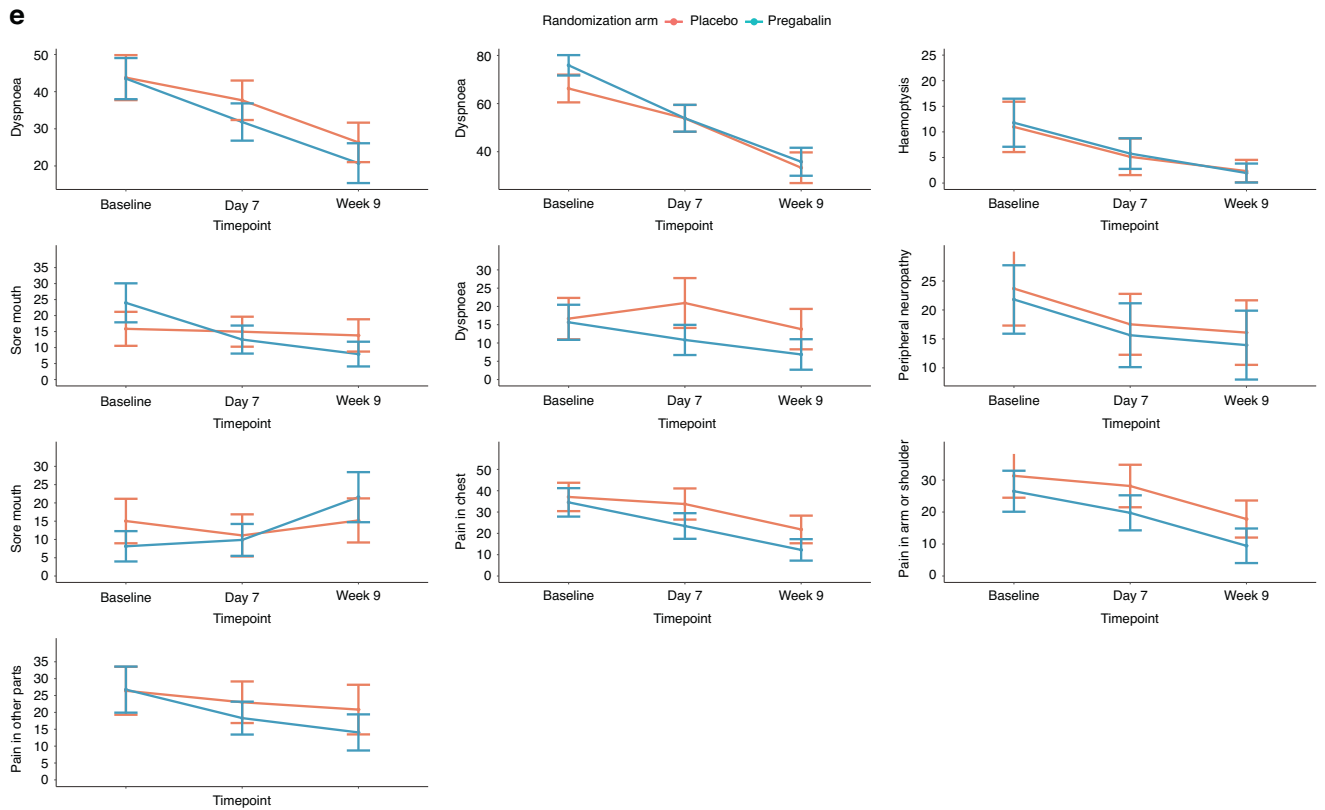 e
Randomization arm Placebo Pregabalin
Dyspnoea
50
40
30
20
Baseline Day 7 Week 9
Timepoint
Dyspnoea
80
60
40
Baseline Day 7 Week 9
Timepoint
Haemoptysis
25
20
15
10
5
0
Baseline Day 7 Week 9
Timepoint
Sore mouth
35
30
25
20
15
10
5
0
Baseline Day 7 Week 9
Timepoint
Dyspnoea
30
25
20
15
10
5
0
Baseline Day 7 Week 9
Timepoint
Peripheral neuropathy
25
20
15
10
Baseline Day 7 Week 9
Timepoint
Sore mouth
30
25
20
15
10
5
0
Baseline Day 7 Week 9
Timepoint
Pain in chest
50
40
30
20
10
0
Baseline Day 7 Week 9
Timepoint
Pain in arm or shoulder
30
20
10
0
Baseline Day 7 Week 9
Timepoint
Pain in other parts
35
30
25
20
15
10
5
0
Baseline Day 7 Week 9
Timepoint